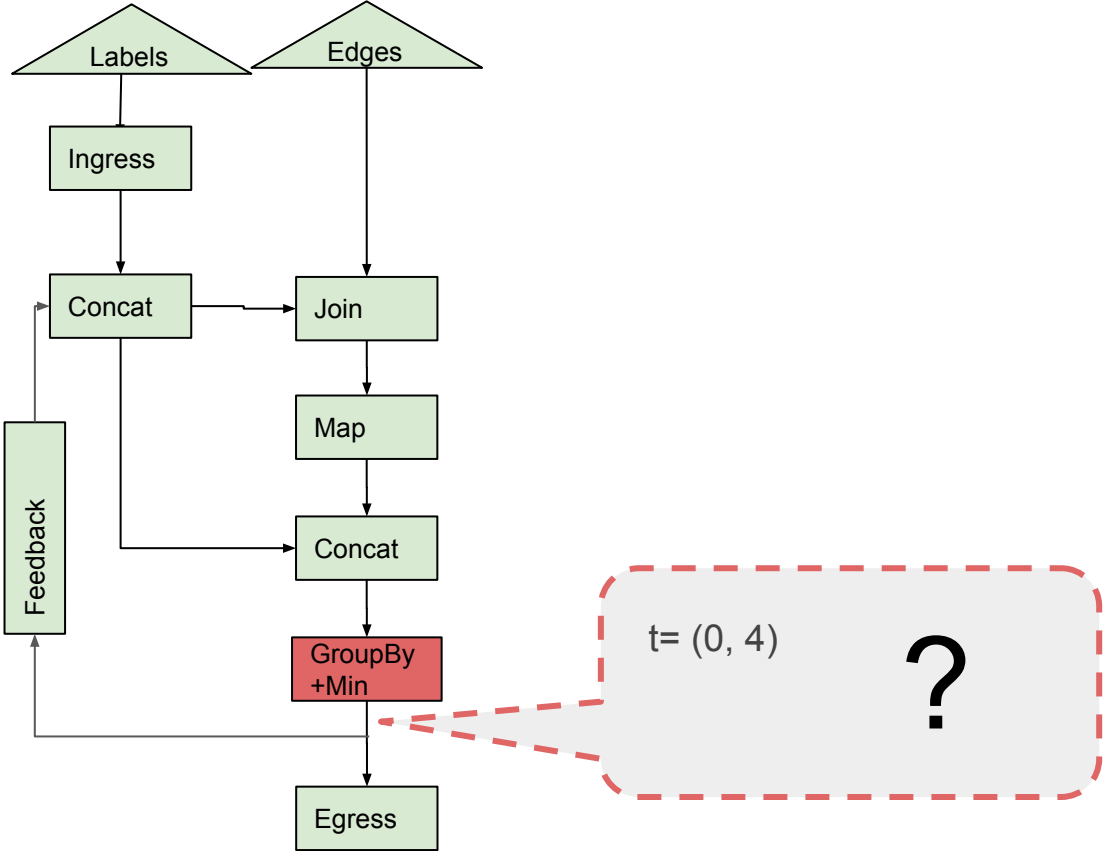 Labels
Edges
Ingress
Concat
Join
Map
Feedback
Concat
GroupBy
+Min
t= (0, 4)
?
Egress